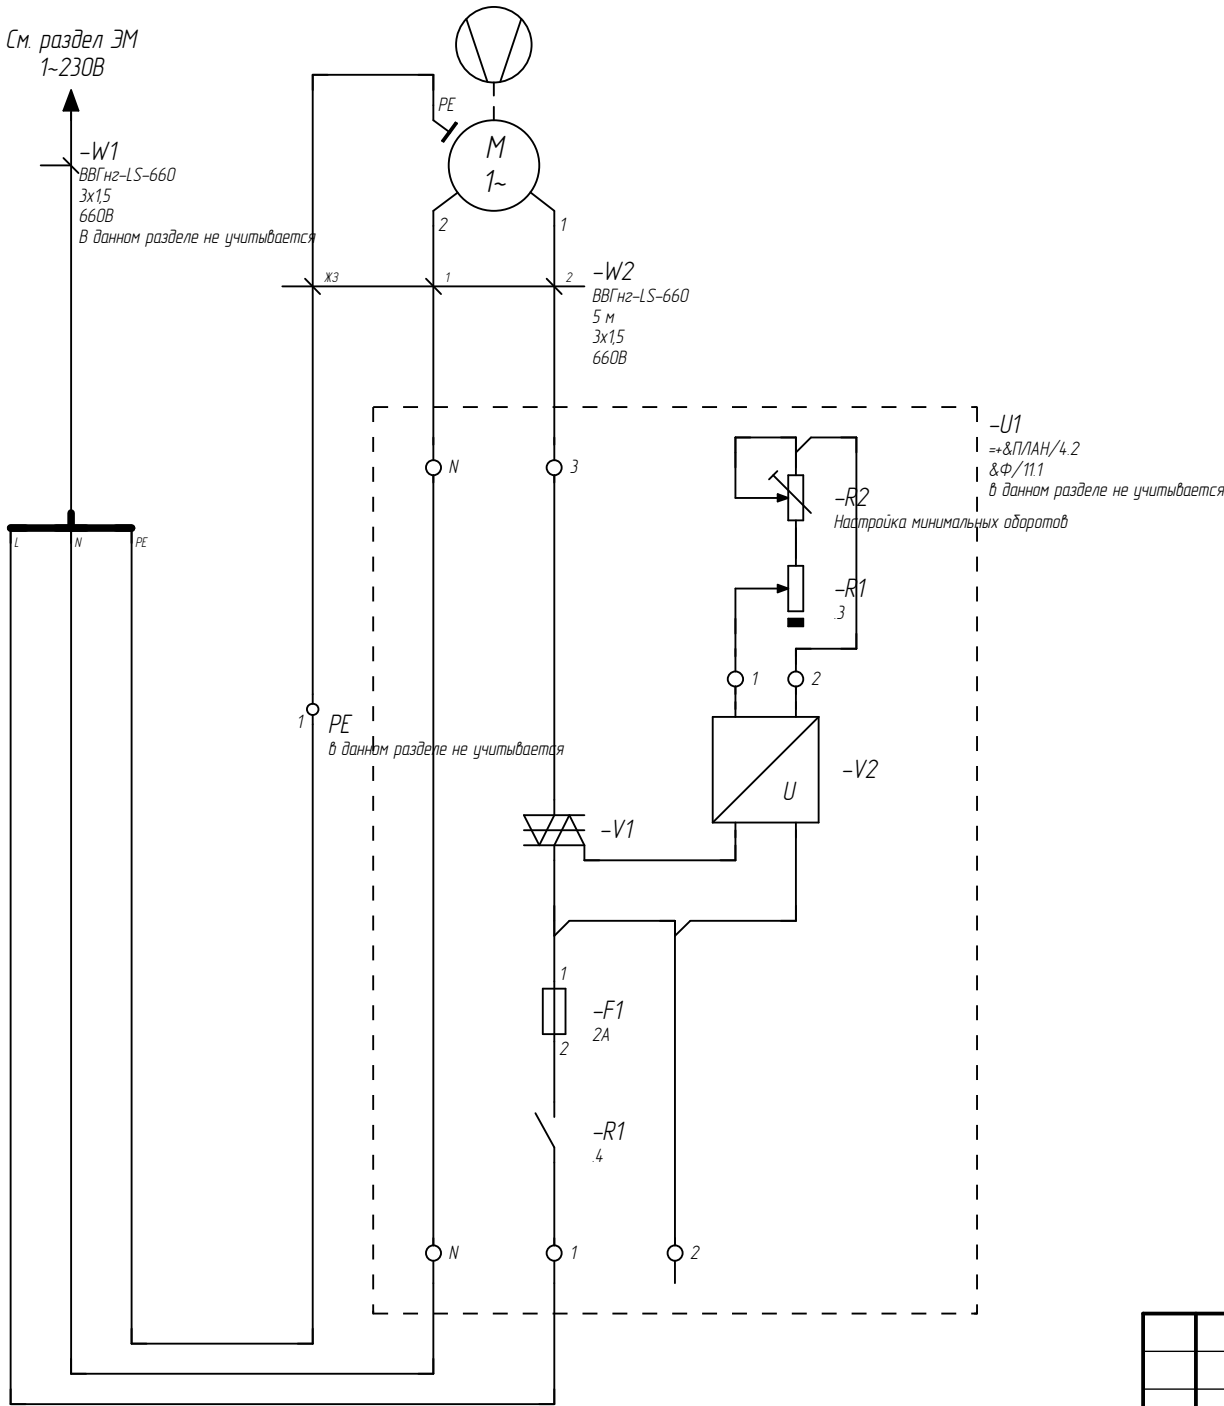 См. раздел ЭМ
1~230В
-W1
ВВГнг-LS-660
3х1,5
660В
В данном разделе не учитывается
PE
M
1~
2
1
ЖЗ
1
2
-W2
ВВГнг-LS-660
5 м
3х1,5
660В
-U1
=+&ПЛАН/4.2
&Ф/11.1
в данном разделе не учитывается
N
3
-R2
Настройка минимальных оборотов
L
N
PE
-R1
.3
1
2
1
PE
в данном разделе не учитывается
U
-V2
-V1
1
-F1
2А
2
-R1
.4
N
1
2